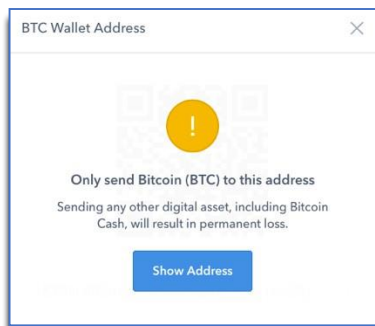 BTC Wallet Address
!
Only send Bitcoin (BTC) to this address
Sending any other digital asset, including Bitcoin
Cash, will result in permanent loss.
Show Address